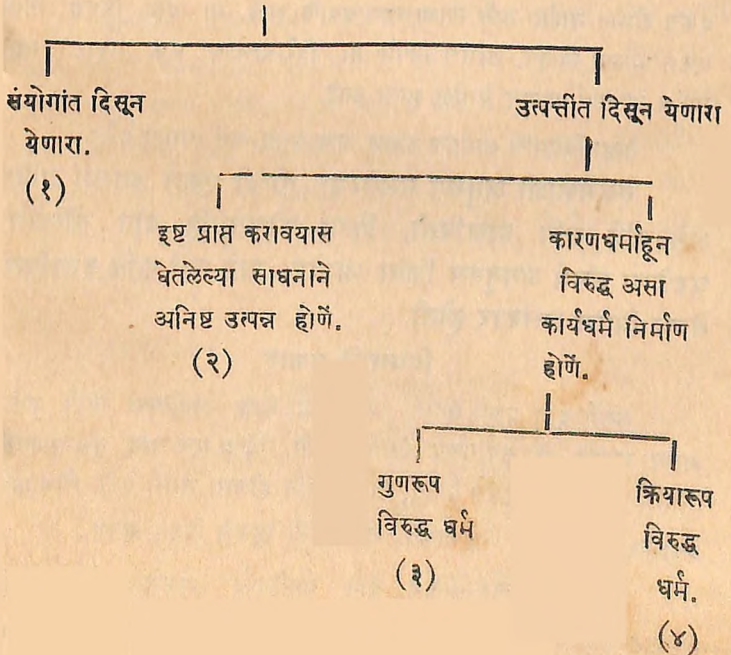 संयोगांत दिसून
येणारा.
(१)
उत्पत्तींत दिसून येणारा
इष्ट प्राप्त करावयास
घेतलेल्या साधनाने
अनिष्ट उत्पन्न होणें.
(२)
कारणधर्माहून
विरुद्ध असा
कार्यधर्म निर्माण
होणें.
गुणरूप
विरुद्ध धर्म
(३)
क्रियारूप
विरुद्ध
धर्म.
(४)